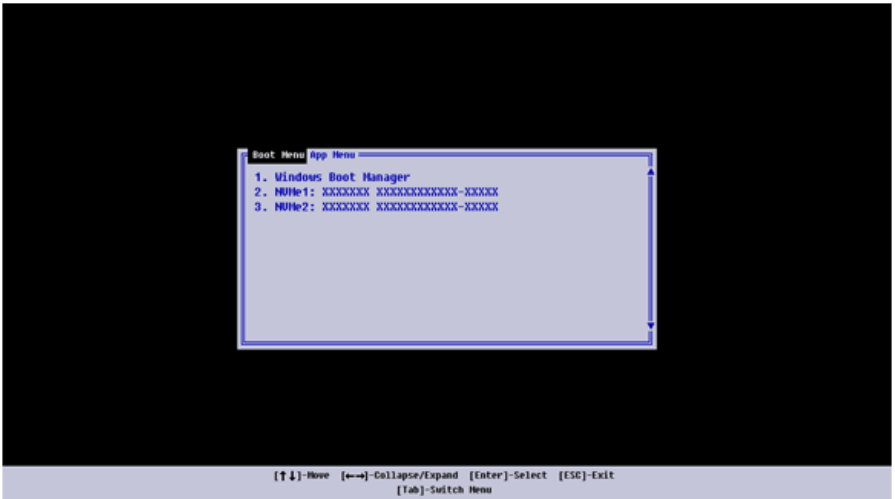 Boot Menu App Menu
1. Windows Boot Manager
2. NVMe1: XXXXXXX XXXXXXXXXXXX-XXXXX
3. NVMe2: XXXXXXX XXXXXXXXXXXX-XXXXX
[↑↓]-Move [←→]-Collapse/Expand [Enter]-Select [ESC]-Exit
[Tab]-Switch Menu